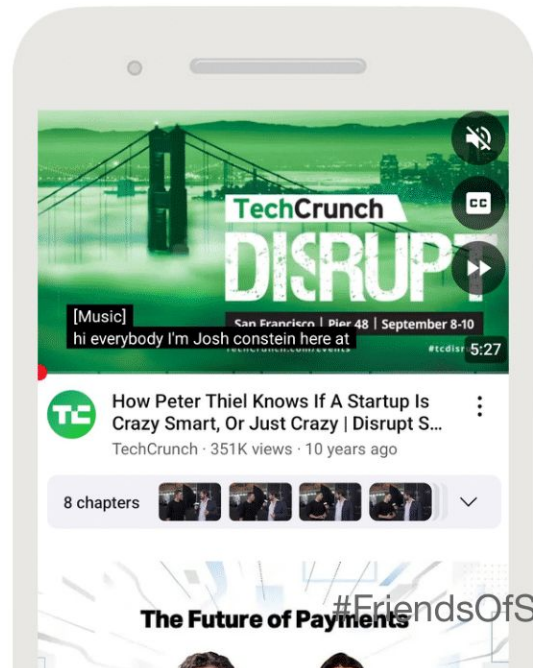 TechCrunch
DISRUPT
San Francisco | Pier 48 | September 8-10
[Music]
hi everybody I'm Josh constein here at
CC
5:27
TC
How Peter Thiel Knows If A Startup Is
Crazy Smart, Or Just Crazy | Disrupt S...
TechCrunch · 351K views · 10 years ago
8 chapters
The Future of Payments
#FriendsOfS